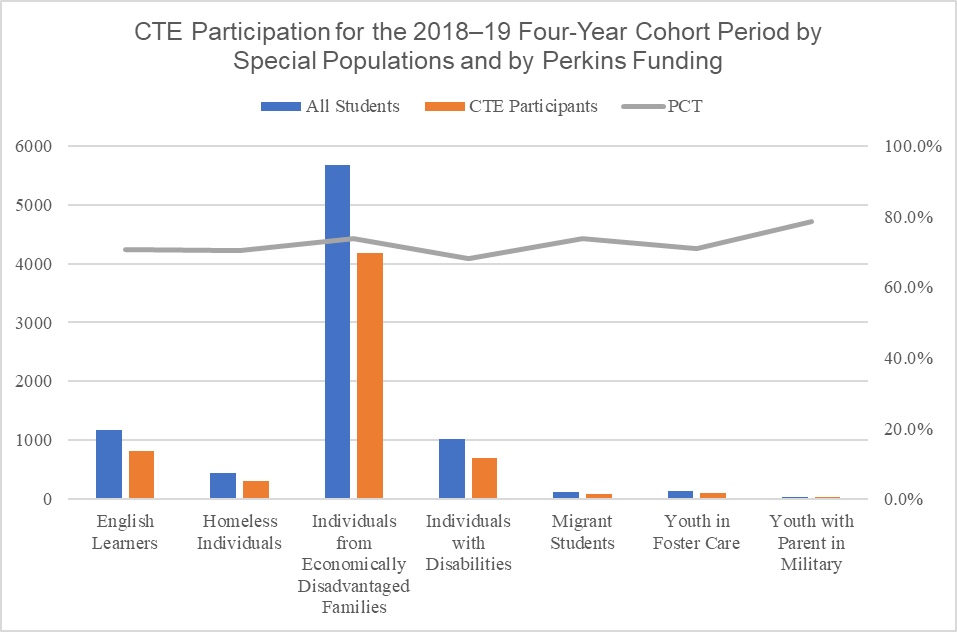 CTE Participation for the 2018–19 Four-Year Cohort Period by
Special Populations and by Perkins Funding
All Students CTE Participants PCT
6000
5000
4000
3000
2000
1000
0
100.0%
80.0%
60.0%
40.0%
20.0%
0.0%
English
Learners
Homeless
Individuals
Individuals
from
Economically
Disadvantaged
Families
Individuals
with
Disabilities
Migrant
Students
Youth in
Foster Care
Youth with
Parent in
Military